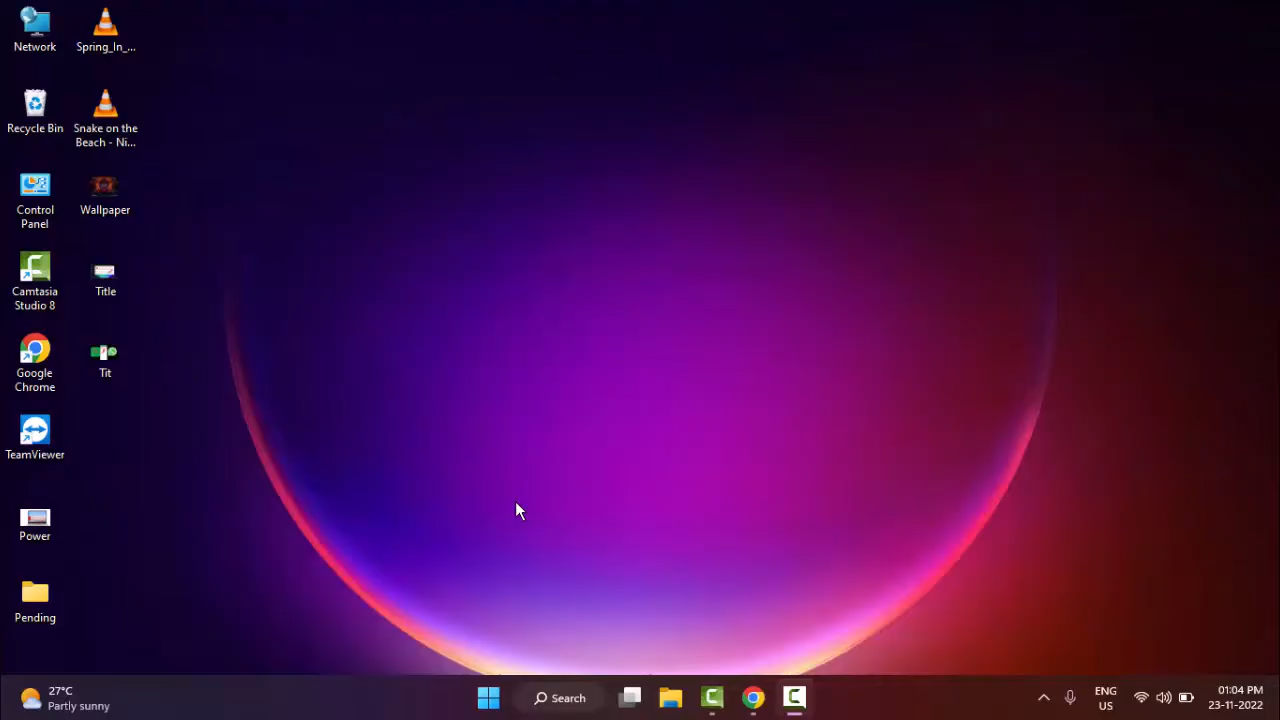 Network
Spring_In_...
Recycle Bin
Snake on the
Beach - Ni...
Control
Panel
Wallpaper
Camtasia
Studio 8
Title
Google
Chrome
Tit
TeamViewer
Power
Pending
27°C
Partly sunny
Search
ENG
US
01:04 PM
23-11-2022